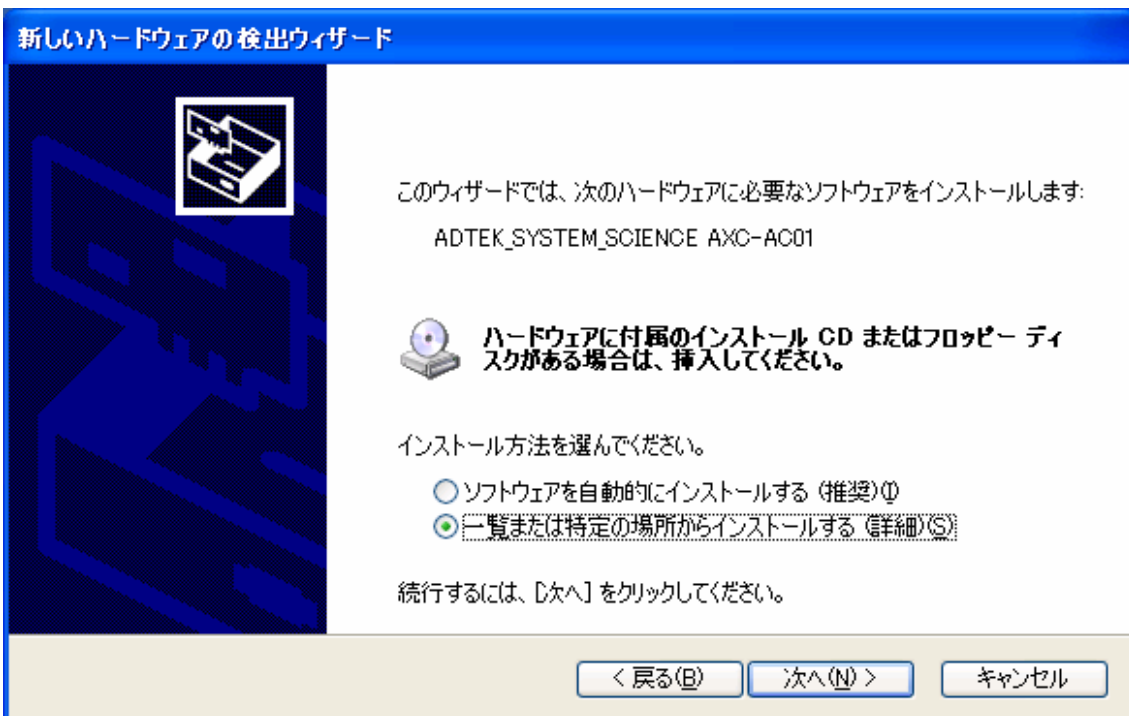 新しいハードウェアの検出ウィザード
このウィザードでは、次のハードウェアに必要なソフトウェアをインストールします:
ADTEK_SYSTEM_SCIENCE AXC-AC01
ハードウェアに付属のインストール CD またはフロッピー ディ
スクがある場合は、挿入してください。
インストール方法を選んでください。
ソフトウェアを自動的にインストールする (推奨)(I)
一覧または特定の場所からインストールする (詳細)(S)
続行するには、[次へ] をクリックしてください。
< 戻る(B) 次へ(N) > キャンセル